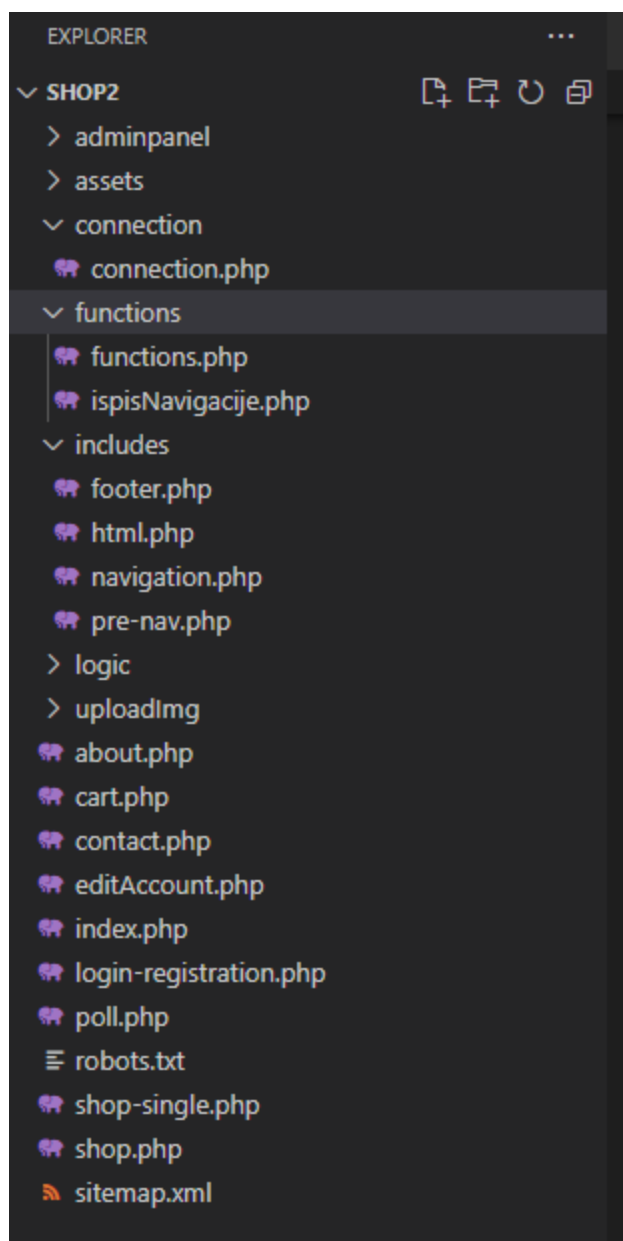 EXPLORER
SHOP2
adminpanel
assets
connection
connection.php
functions
functions.php
ispisNavigacije.php
includes
footer.php
html.php
navigation.php
pre-nav.php
logic
uploadImg
about.php
cart.php
contact.php
editAccount.php
index.php
login-registration.php
poll.php
robots.txt
shop-single.php
shop.php
sitemap.xml